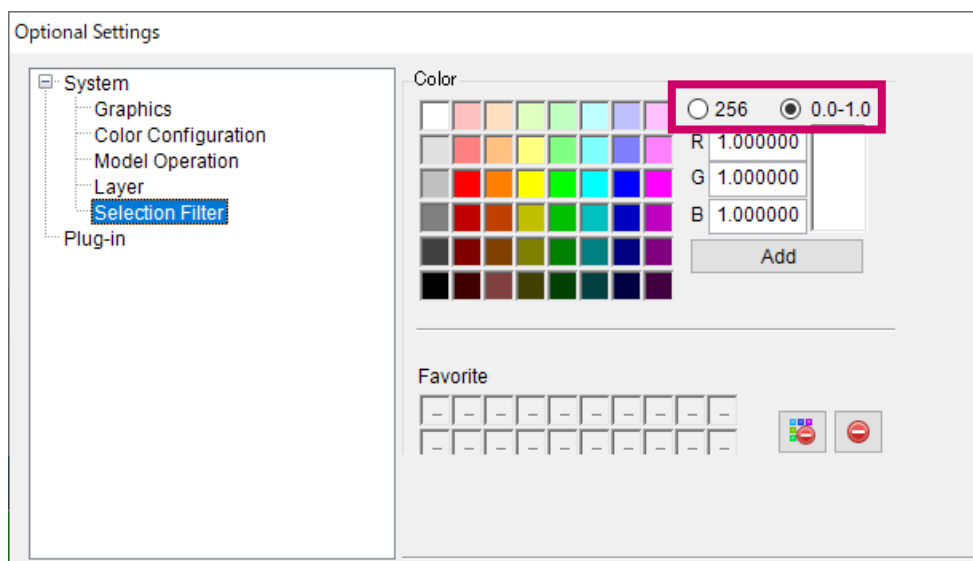 Optional Settings
System
Graphics
Color Configuration
Model Operation
Layer
Selection Filter
Plug-in
Color
256 0.0-1.0
R 1.000000
G 1.000000
B 1.000000
Add
Favorite
– – – – – – – – – –
– – – – – – – – – –